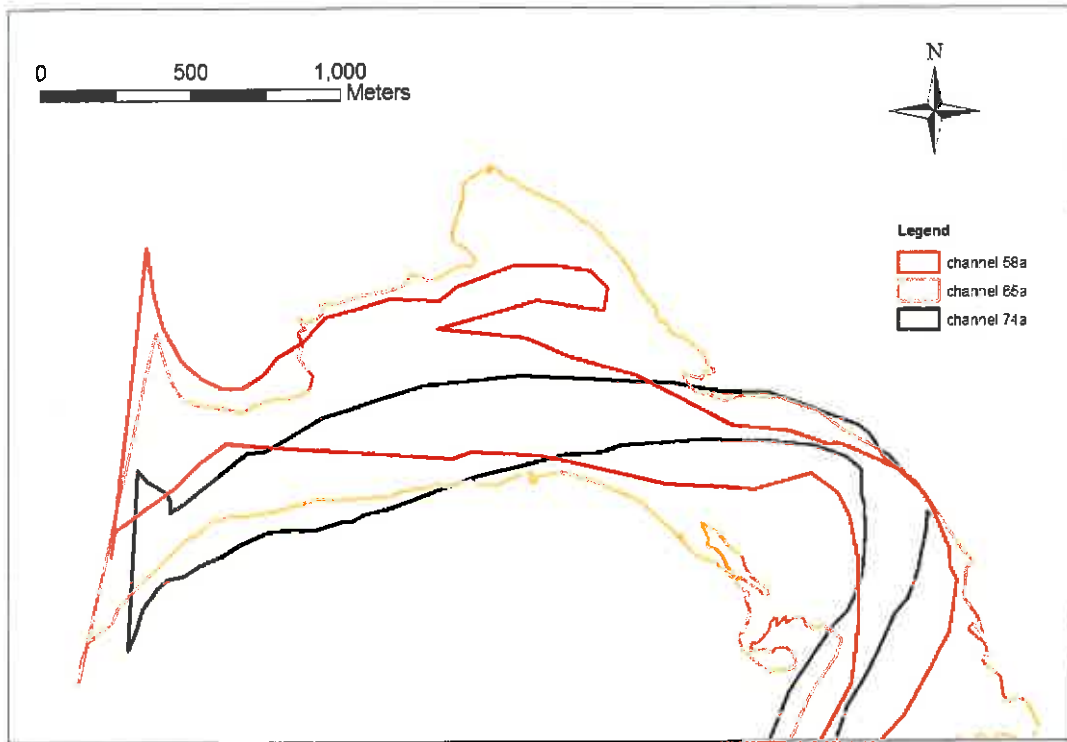 0 500 1,000
Meters
N
Legend
channel 58a
channel 65a
channel 74a